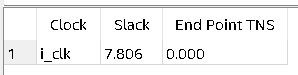 Clock Slack End Point TNS
1 i_clk 7.806 0.000